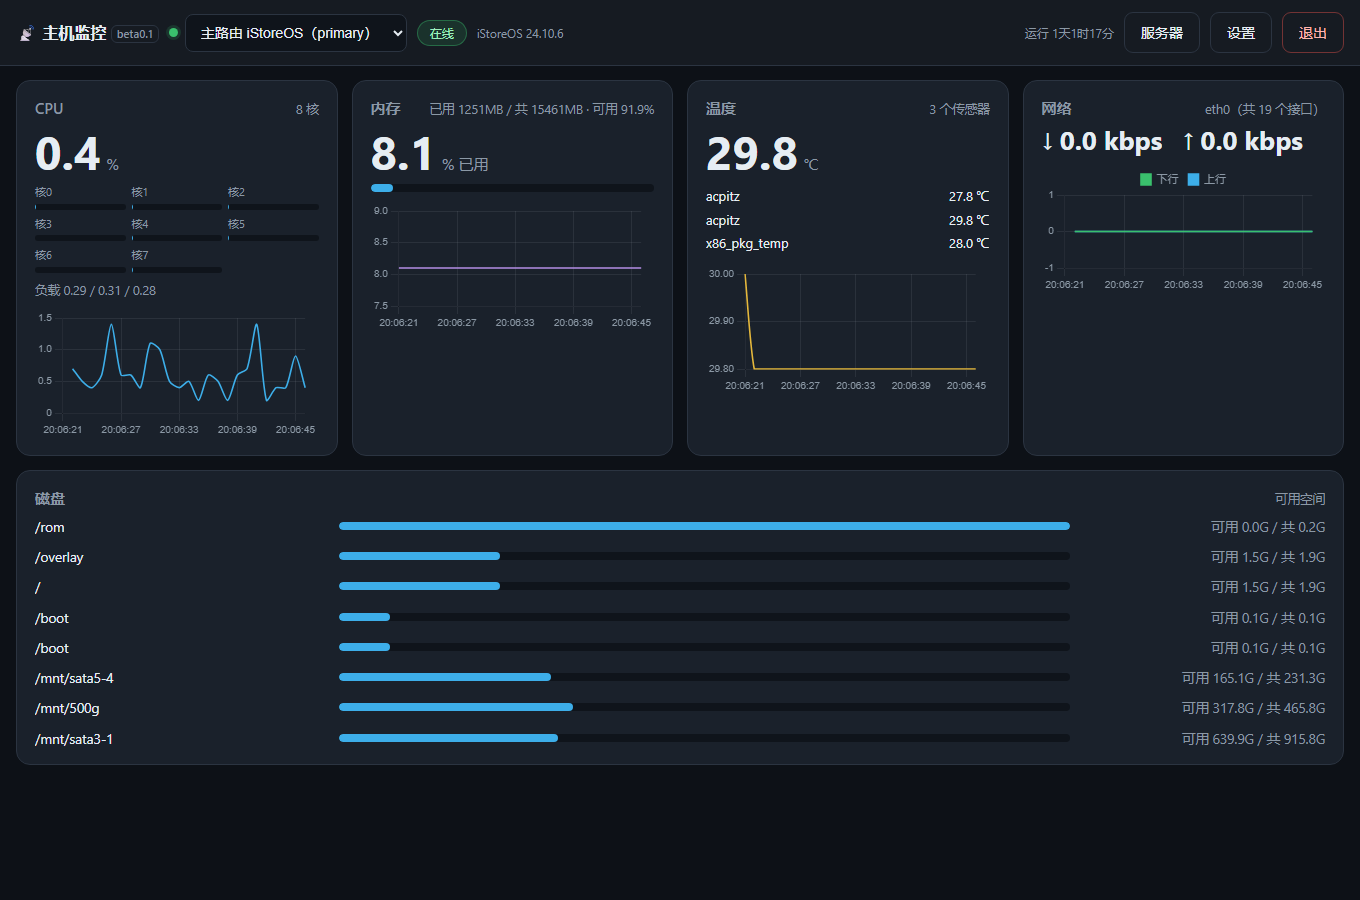 主机监控 beta0.1 主路由 iStoreOS（primary） 在线 iStoreOS 24.10.6 运行 1天1时17分 服务器 设置 退出
CPU 8 核
0.4 %
核0 核1 核2
核3 核4 核5
核6 核7
负载 0.29 / 0.31 / 0.28
1.5
1.0
0.5
0
20:06:21 20:06:27 20:06:33 20:06:39 20:06:45
内存 已用 1251MB / 共 15461MB · 可用 91.9%
8.1 % 已用
9.0
8.5
8.0
7.5
20:06:21 20:06:27 20:06:33 20:06:39 20:06:45
温度 3 个传感器
29.8 ℃
acpitz 27.8 ℃
acpitz 29.8 ℃
x86_pkg_temp 28.0 ℃
30.00
29.90
29.80
20:06:21 20:06:27 20:06:33 20:06:39 20:06:45
网络 eth0（共 19 个接口）
↓0.0 kbps ↑0.0 kbps
下行 上行
1
0
-1
20:06:21 20:06:27 20:06:33 20:06:39 20:06:45
磁盘 可用空间
/rom 可用 0.0G / 共 0.2G
/overlay 可用 1.5G / 共 1.9G
/ 可用 1.5G / 共 1.9G
/boot 可用 0.1G / 共 0.1G
/boot 可用 0.1G / 共 0.1G
/mnt/sata5-4 可用 165.1G / 共 231.3G
/mnt/500g 可用 317.8G / 共 465.8G
/mnt/sata3-1 可用 639.9G / 共 915.8G